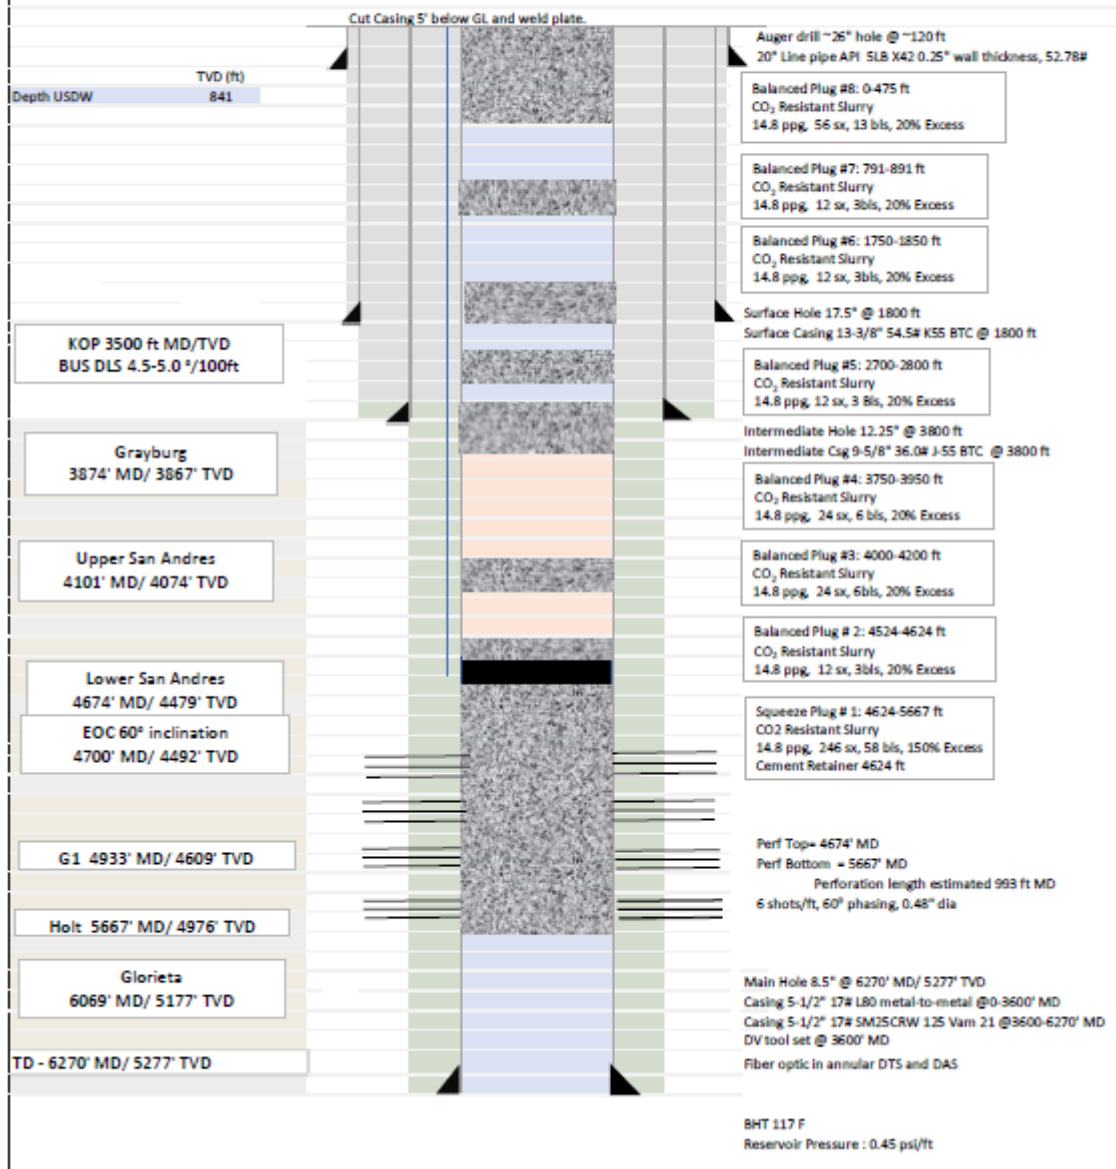 Cut Casing 5' below GL and weld plate.
TVD (ft)
Depth USDW 841
KOP 3500 ft MD/TVD
BUS DLS 4.5-5.0 °/100ft
Grayburg
3874' MD/ 3867' TVD
Upper San Andres
4101' MD/ 4074' TVD
Lower San Andres
4674' MD/ 4479' TVD
EOC 60° inclination
4700' MD/ 4492' TVD
G1 4933' MD/ 4609' TVD
Holt 5667' MD/ 4976' TVD
Glorieta
6069' MD/ 5177' TVD
TD - 6270' MD/ 5277' TVD
Auger drill ~26" hole @ ~120 ft
20" Line pipe API 5LB X42 0.25" wall thickness, 52.78#
Balanced Plug #8: 0-475 ft
CO₂ Resistant Slurry
14.8 ppg, 56 sx, 13 bls, 20% Excess
Balanced Plug #7: 791-891 ft
CO₂ Resistant Slurry
14.8 ppg, 12 sx, 3bls, 20% Excess
Balanced Plug #6: 1750-1850 ft
CO₂ Resistant Slurry
14.8 ppg, 12 sx, 3bls, 20% Excess
Surface Hole 17.5" @ 1800 ft
Surface Casing 13-3/8" 54.5# K55 BTC @ 1800 ft
Balanced Plug #5: 2700-2800 ft
CO₂ Resistant Slurry
14.8 ppg, 12 sx, 3 Bls, 20% Excess
Intermediate Hole 12.25" @ 3800 ft
Intermediate Csg 9-5/8" 36.0# J-55 BTC @ 3800 ft
Balanced Plug #4: 3750-3950 ft
CO₂ Resistant Slurry
14.8 ppg, 24 sx, 6 bls, 20% Excess
Balanced Plug #3: 4000-4200 ft
CO₂ Resistant Slurry
14.8 ppg, 24 sx, 6bls, 20% Excess
Balanced Plug # 2: 4524-4624 ft
CO₂ Resistant Slurry
14.8 ppg, 12 sx, 3bls, 20% Excess
Squeeze Plug # 1: 4624-5667 ft
CO2 Resistant Slurry
14.8 ppg, 246 sx, 58 bls, 150% Excess
Cement Retainer 4624 ft
Perf Top= 4674' MD
Perf Bottom = 5667' MD
Perforation length estimated 993 ft MD
6 shots/ft, 60° phasing, 0.48" dia
Main Hole 8.5" @ 6270' MD/ 5277' TVD
Casing 5-1/2" 17# L80 metal-to-metal @0-3600' MD
Casing 5-1/2" 17# SM25CRW 125 Vam 21 @3600-6270' MD
DV tool set @ 3600' MD
Fiber optic in annular DTS and DAS
BHT 117 F
Reservoir Pressure : 0.45 psi/ft